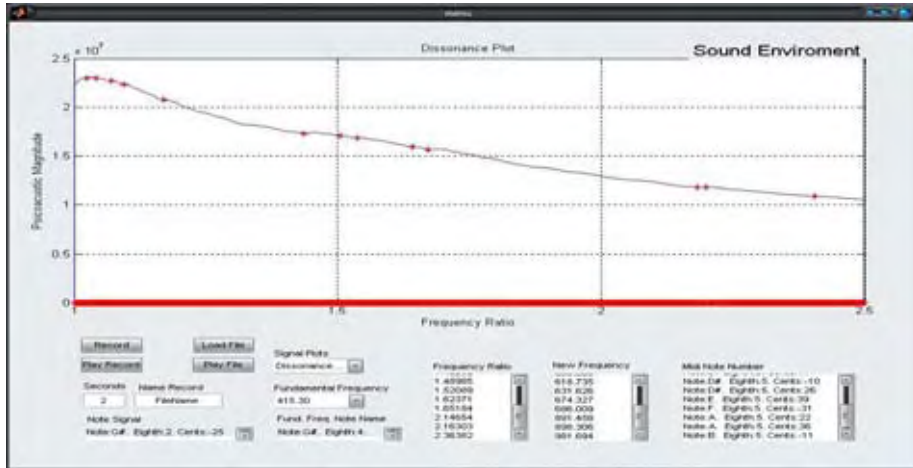 menu
Dissonance Plot
Sound Enviroment
2.5
2
1.5
1
0.5
0
1
1.5
2
2.5
Psicoacustic Magnitude
Frequency Ratio
Record
Load File
Play Record
Play File
Signal Plots
Dissonance
Seconds
Name Record
2
FileName
Fundamental Frequency
415.30
Note Signal
Note:G#. Eighth:2. Cents:-25
Fund. Freq. Note Name
Note:G#. Eighth:4.
Frequency Ratio
1.48985
1.52089
1.62371
1.65184
2.14654
2.16303
2.36382
New Frequency
618.735
631.626
674.327
686.009
891.459
898.306
981.694
Midi Note Number
Note:D#. Eighth:5. Cents:-10
Note:D#. Eighth:5. Cents:26
Note:E. Eighth:5. Cents:39
Note:F. Eighth:5. Cents:-31
Note:A. Eighth:5. Cents:22
Note:A. Eighth:5. Cents:36
Note:B. Eighth:5. Cents:-11